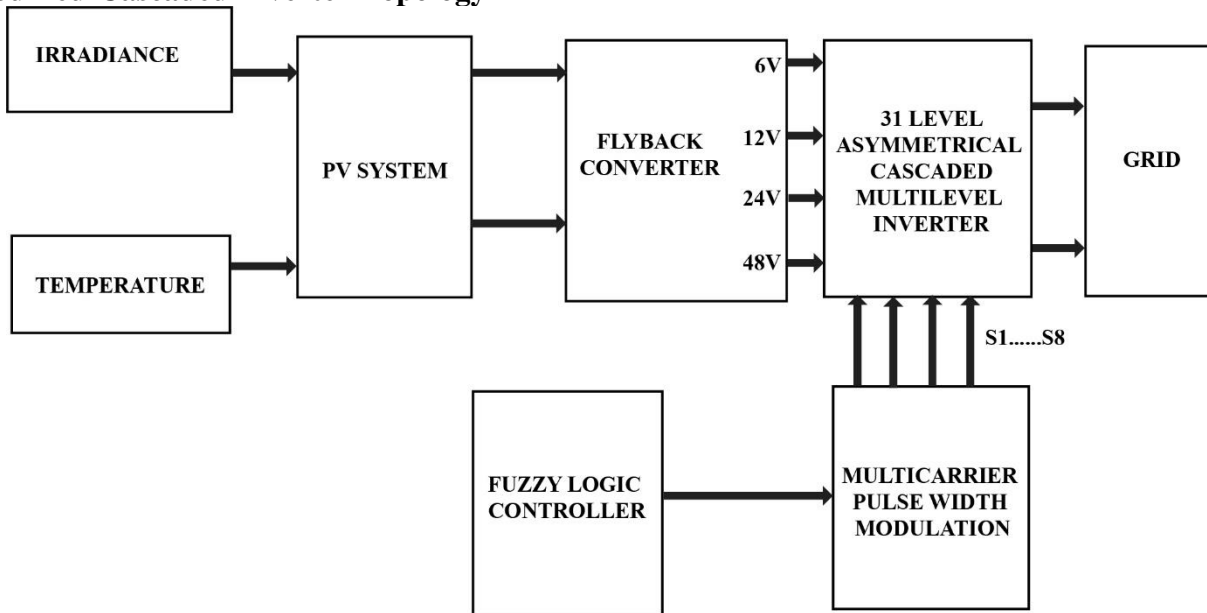 IRRADIANCE
TEMPERATURE
PV SYSTEM
FLYBACK
CONVERTER
6V
12V
24V
48V
31 LEVEL
ASYMMETRICAL
CASCADED
MULTILEVEL
INVERTER
GRID
S1......S8
FUZZY LOGIC
CONTROLLER
MULTICARRIER
PULSE WIDTH
MODULATION